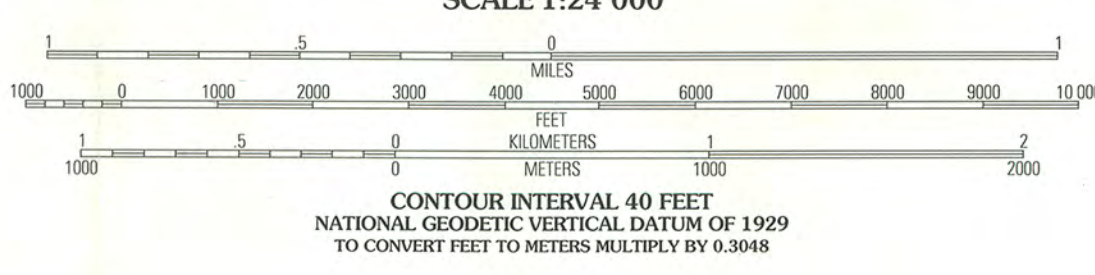 SCALE 1:24 000
1 .5 0 1
MILES
1000 0 1000 2000 3000 4000 5000 6000 7000 8000 9000 10 00
FEET
1 .5 0 KILOMETERS 1 2
1000 0 METERS 1000 2000
CONTOUR INTERVAL 40 FEET
NATIONAL GEODETIC VERTICAL DATUM OF 1929
TO CONVERT FEET TO METERS MULTIPLY BY 0.3048